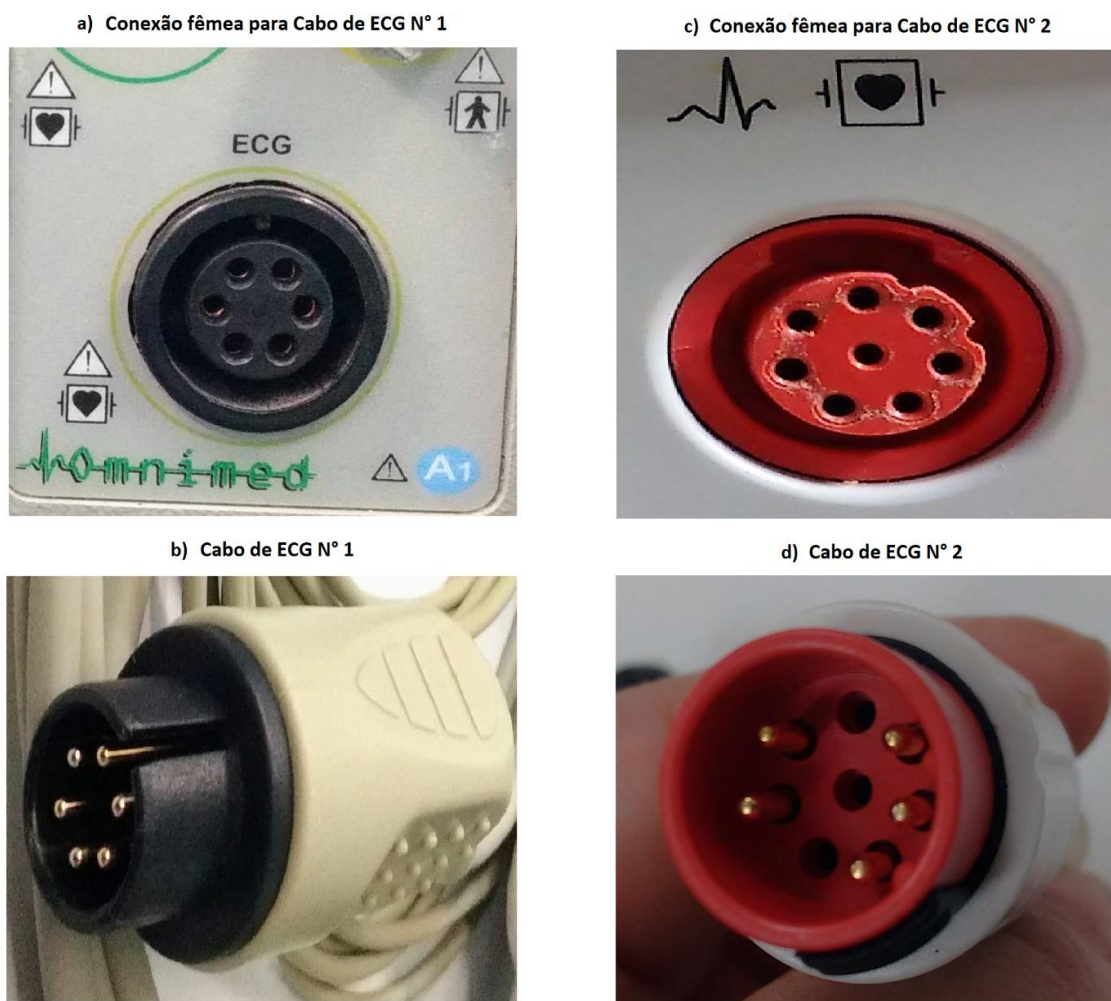 a) Conexão fêmea para Cabo de ECG N° 1
c) Conexão fêmea para Cabo de ECG N° 2
ECG
omnimed
A1
b) Cabo de ECG N° 1
d) Cabo de ECG N° 2